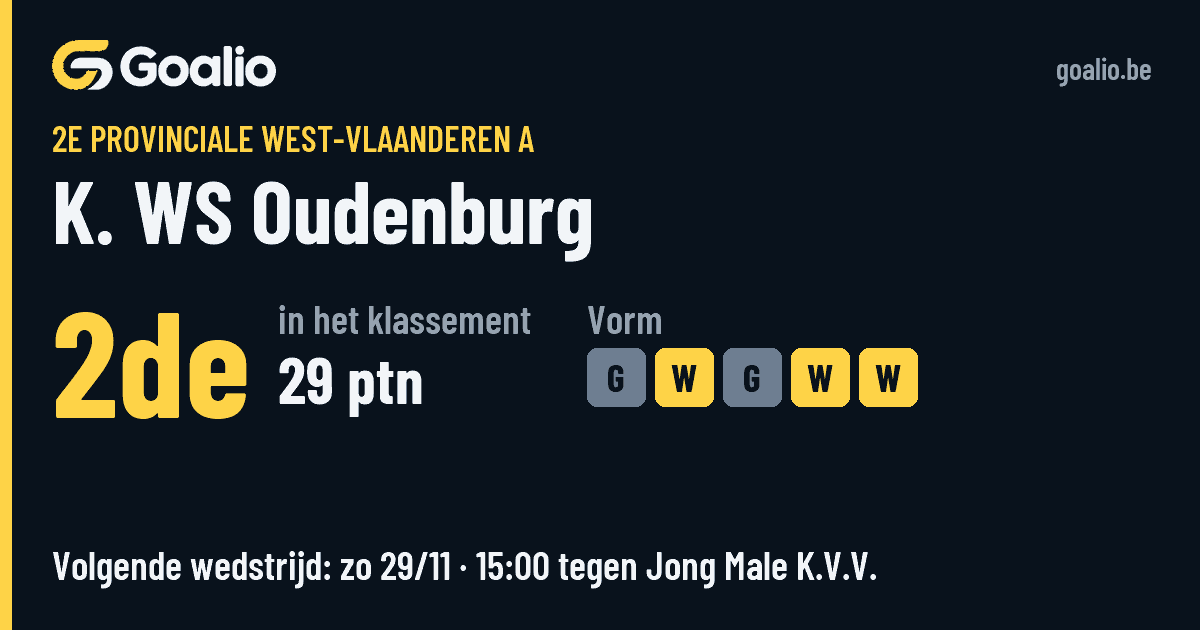 Goalio
goalio.be
2E PROVINCIALE WEST-VLAANDEREN A
K. WS Oudenburg
2de
in het klassement
29 ptn
Vorm
G W G W W
Volgende wedstrijd: zo 29/11 · 15:00 tegen Jong Male K.V.V.